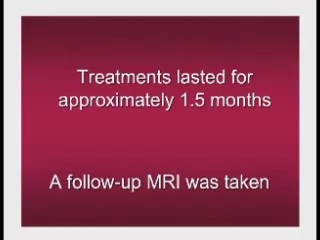 Treatments lasted for
approximately 1.5 months
A follow-up MRI was taken